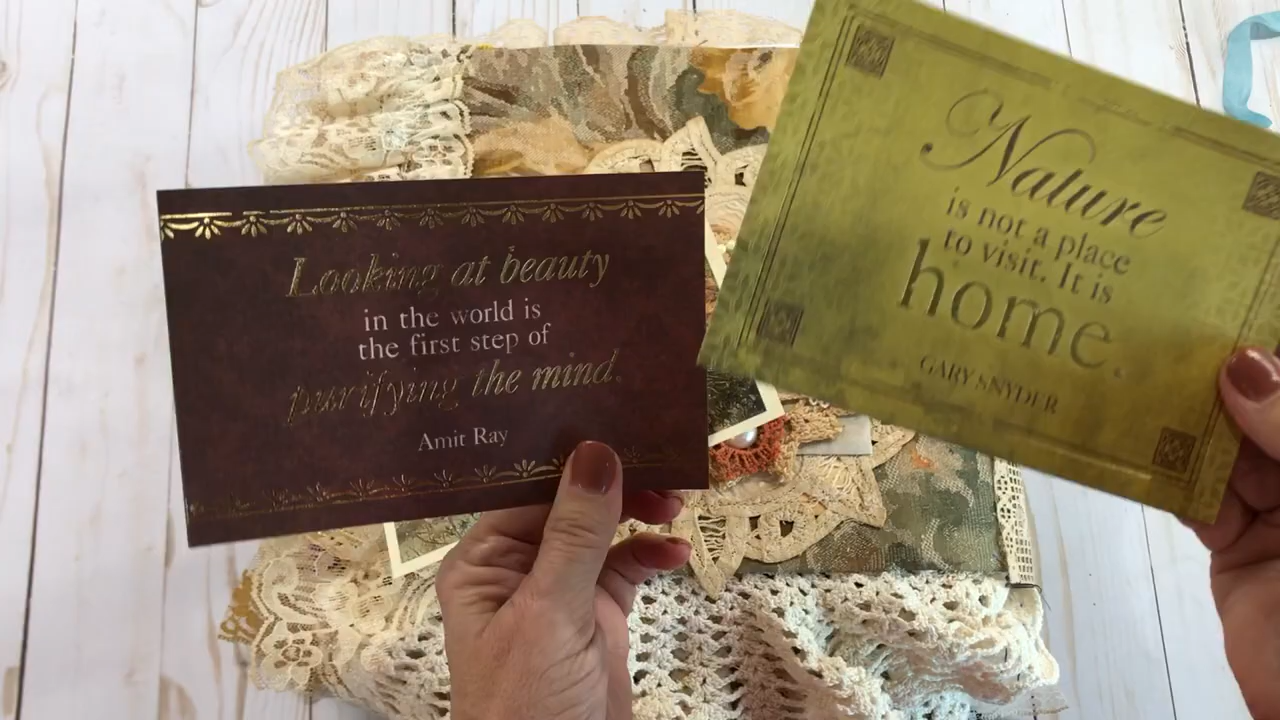 Looking at beauty
in the world is
the first step of
purifying the mind.
Amit Ray
Nature
is not a place
to visit. It is
home.
GARY SNYDER